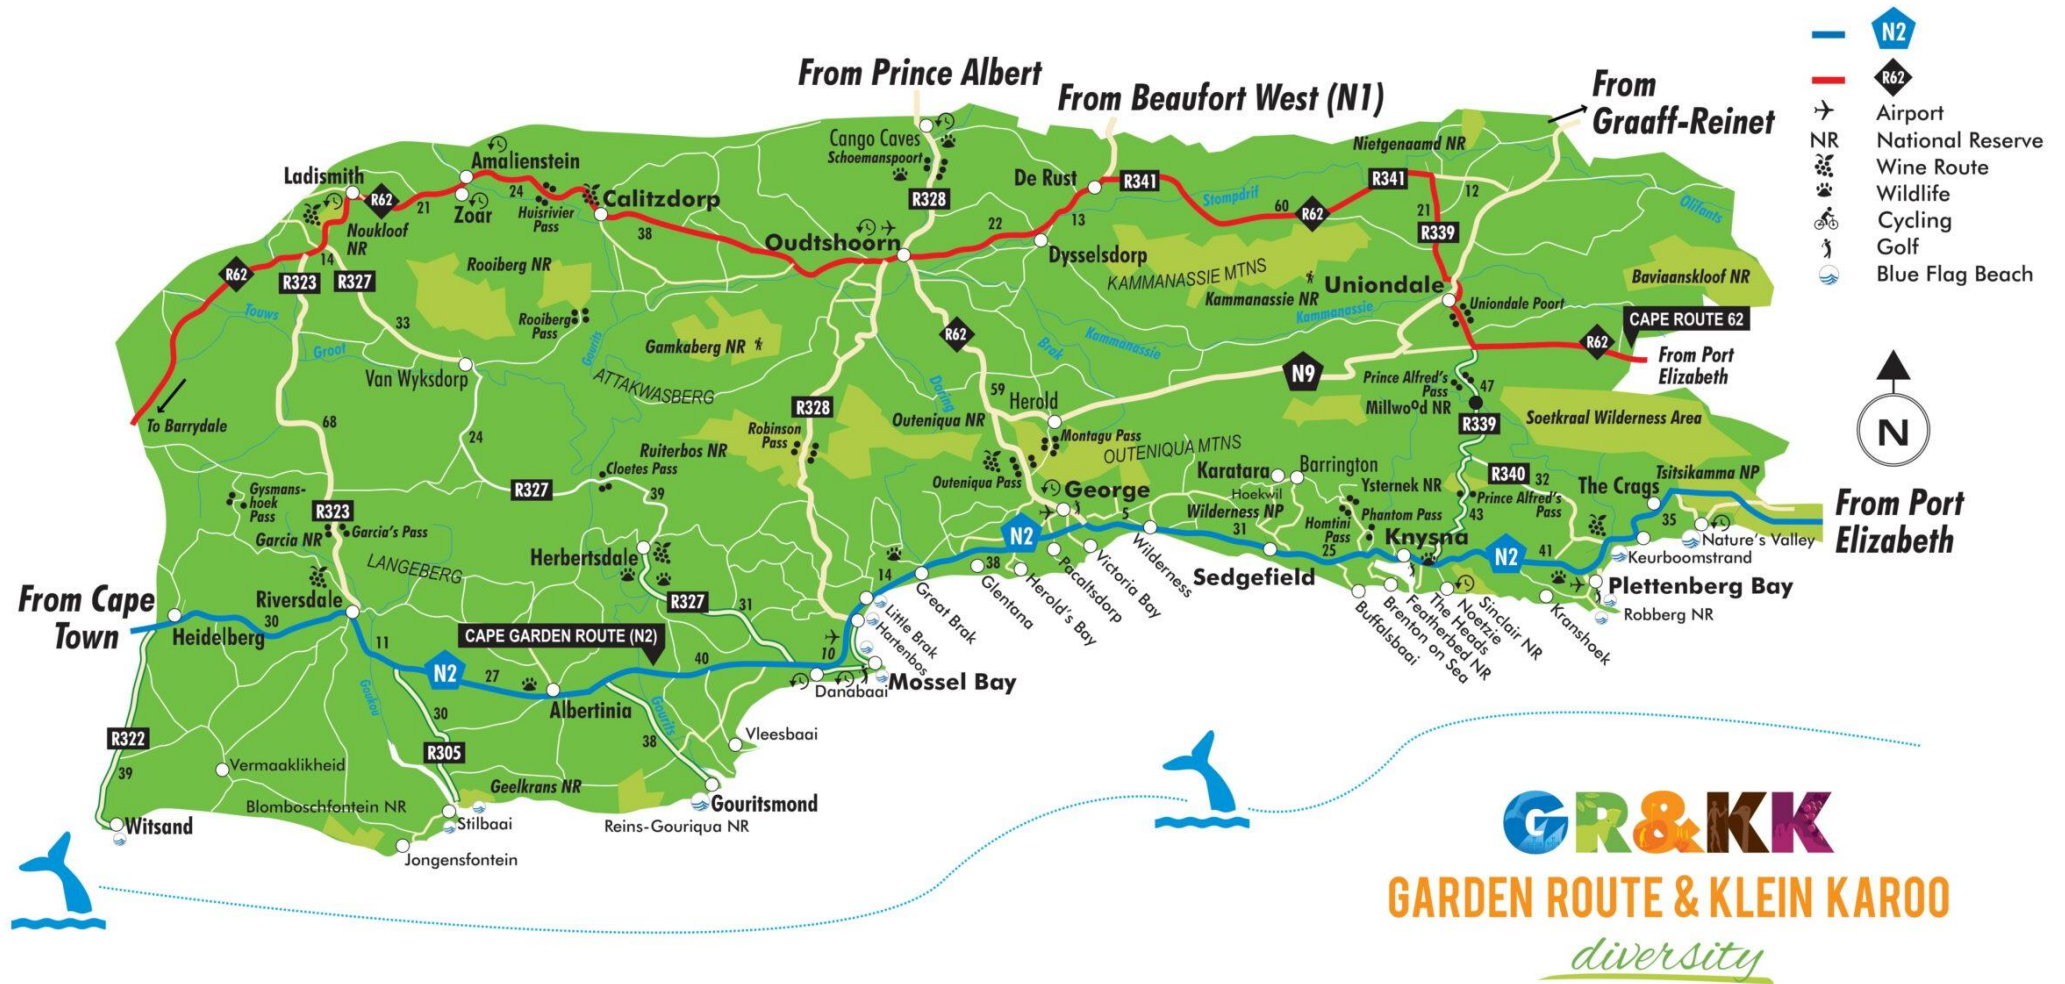 From Prince Albert
From Beaufort West (N1)
From
Graaff-Reinet
N2
R62
Airport
NR
National Reserve
Wine Route
Wildlife
Cycling
Golf
Blue Flag Beach
Cango Caves
Schoemanspoort
R328
Nietgenaamd NR
Amalienstein
Ladismith
R62
21
Zoar
24
Huisrivier
Pass
Calitzdorp
38
Noukloof
NR
14
R62
R323
R327
Touws
Groot
33
Rooiberg NR
Rooiberg
Pass
Gourits
Gamkaberg NR
ATTAKWASBERG
Van Wyksdorp
To Barrydale
68
24
Oudtshoorn
22
De Rust
R341
13
Dysselsdorp
Stompdrif
60
R62
R341
12
21
R339
Olifants
KAMMANASSIE MTNS
Kammanassie NR
Uniondale
Kammanassie
Uniondale Poort
Baviaanskloof NR
CAPE ROUTE 62
R62
From Port
Elizabeth
N
R62
Brak
Kammanassie
Doring
59
Herold
N9
Prince Alfred's
Pass
47
Millwood NR
R339
Soetkraal Wilderness Area
R328
Robinson
Pass
Outeniqua NR
Montagu Pass
OUTENIQUA MTNS
Outeniqua Pass
Ruiterbos NR
Cloetes Pass
R327
39
Gysmans-
hoek
Pass
R323
Garcia NR
Garcia's Pass
LANGEBERG
George
Karatara
Barrington
Hoekwil
Wilderness NP
Ysternek NR
Phantom Pass
Homtini
Pass
Knysna
R340
32
Prince Alfred's
Pass
43
The Crags
Tsitsikamma NP
From Port
Elizabeth
35
Nature's Valley
Keurboomstrand
N2
41
Plettenberg Bay
Robberg NR
Kranshoek
Sinclair NR
Noetzie
The Heads
Featherbed NR
Brenton on Sea
Buffalsbaai
25
Sedgefield
31
5
Wilderness
Victoria Bay
Pacaltsdorp
Herold's Bay
Glentana
38
N2
Great Brak
14
Little Brak
Hartenbos
10
Mossel Bay
Danabaai
Herbertsdale
R327
31
From Cape
Town
Heidelberg
30
Riversdale
11
CAPE GARDEN ROUTE (N2)
N2
27
Albertinia
40
Goukou
30
R305
Gourits
38
Vleesbaai
R322
39
Witsand
Vermaaklikheid
Blomboschfontein NR
Geelkrans NR
Stilbaai
Jongensfontein
Gouritsmond
Reins-Gouriqua NR
GR&KK
GARDEN ROUTE & KLEIN KAROO
diversity